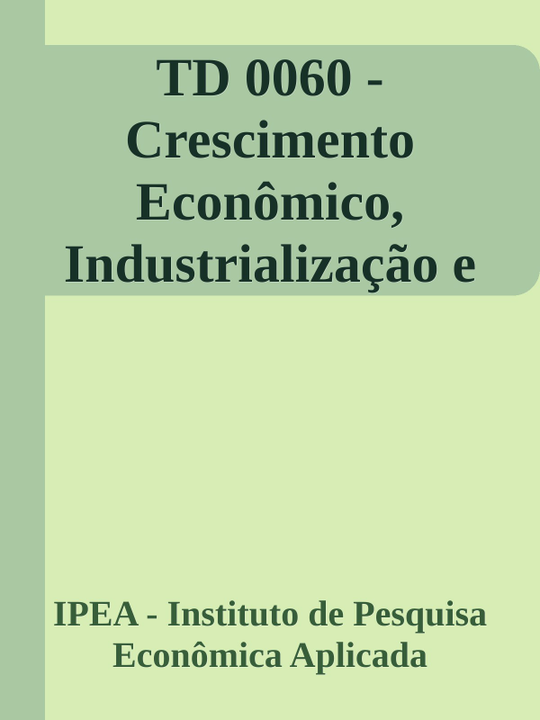 TD 0060 -
Crescimento
Econômico,
Industrialização e
IPEA - Instituto de Pesquisa
Econômica Aplicada